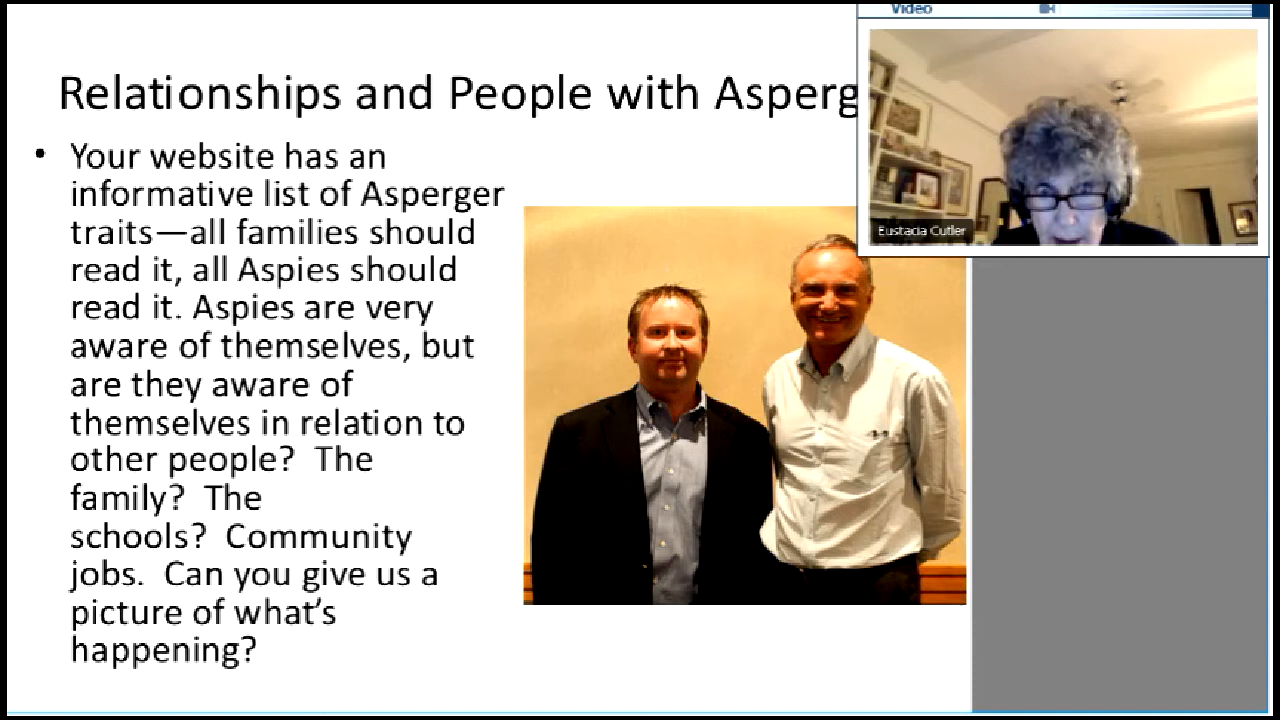 Video
Relationships and People with Asperg
Eustacia Cutler
• Your website has an
informative list of Asperger
traits—all families should
read it, all Aspies should
read it. Aspies are very
aware of themselves, but
are they aware of
themselves in relation to
other people?  The
family?  The
schools?  Community
jobs.  Can you give us a
picture of what’s
happening?